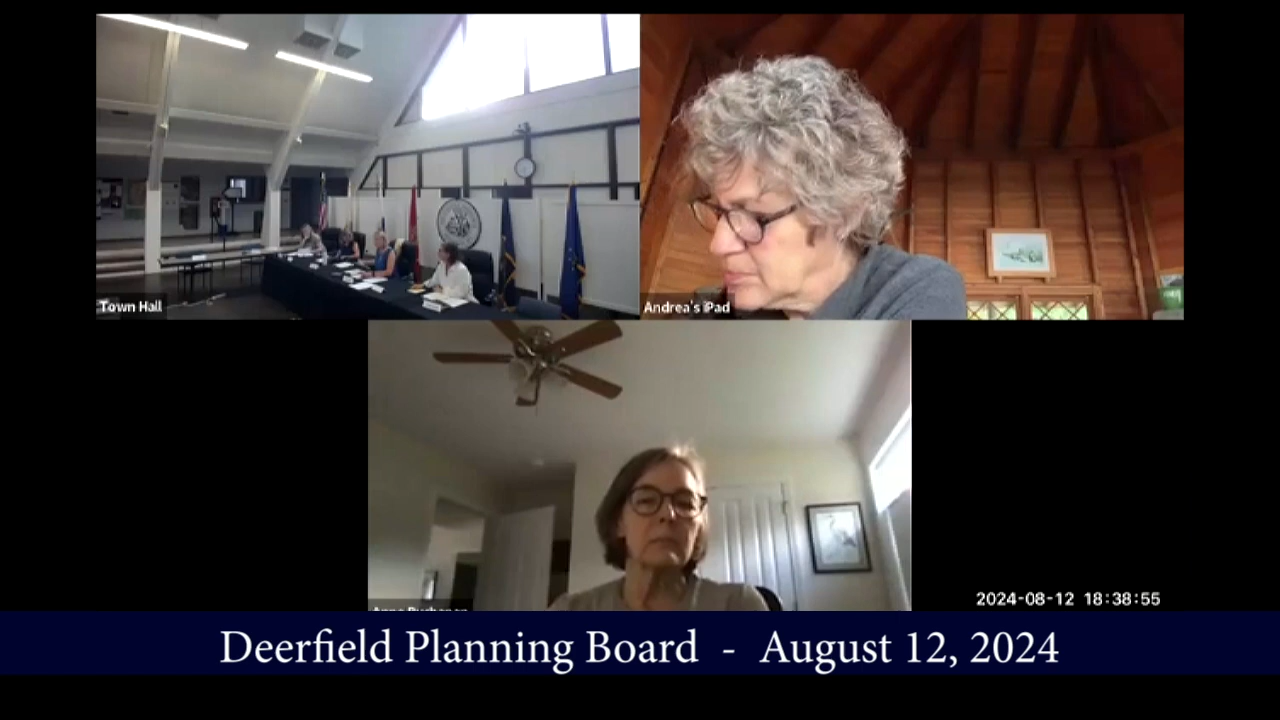 Town Hall
Andrea's iPad
2024-08-12 18:38:55
Deerfield Planning Board - August 12, 2024